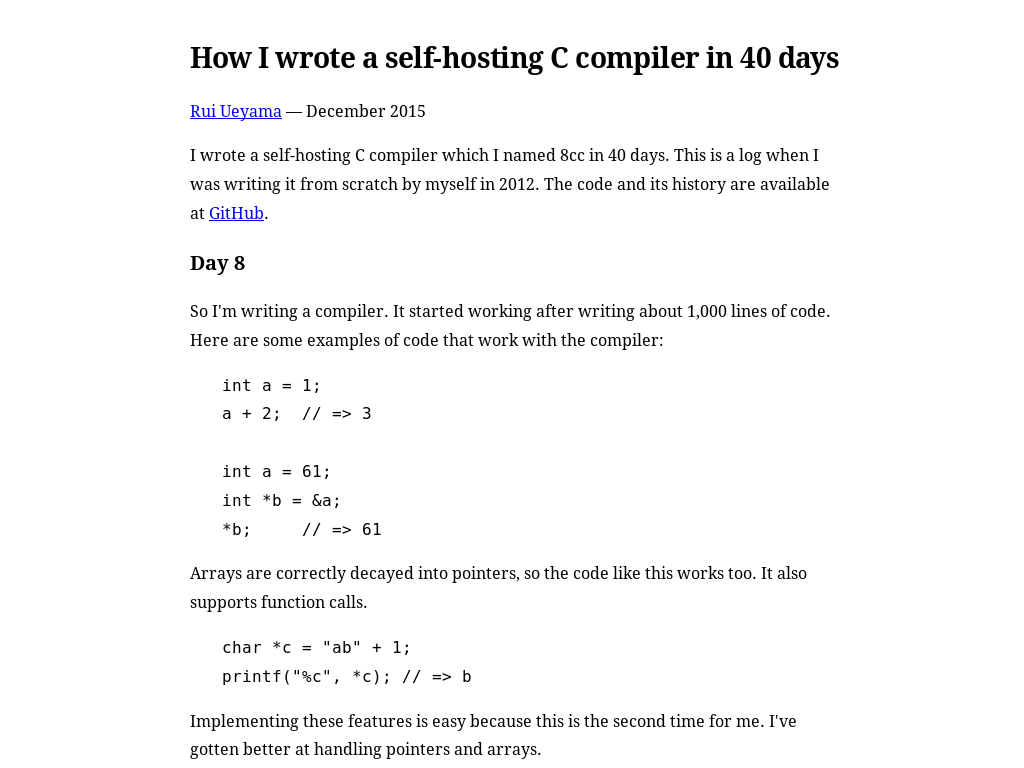 How I wrote a self-hosting C compiler in 40 days
Rui Ueyama — December 2015
I wrote a self-hosting C compiler which I named 8cc in 40 days. This is a log when I
was writing it from scratch by myself in 2012. The code and its history are available
at GitHub.
Day 8
So I'm writing a compiler. It started working after writing about 1,000 lines of code.
Here are some examples of code that work with the compiler:
int a = 1;
a + 2;  // => 3
int a = 61;
int *b = &a;
*b;     // => 61
Arrays are correctly decayed into pointers, so the code like this works too. It also
supports function calls.
char *c = "ab" + 1;
printf("%c", *c); // => b
Implementing these features is easy because this is the second time for me. I've
gotten better at handling pointers and arrays.